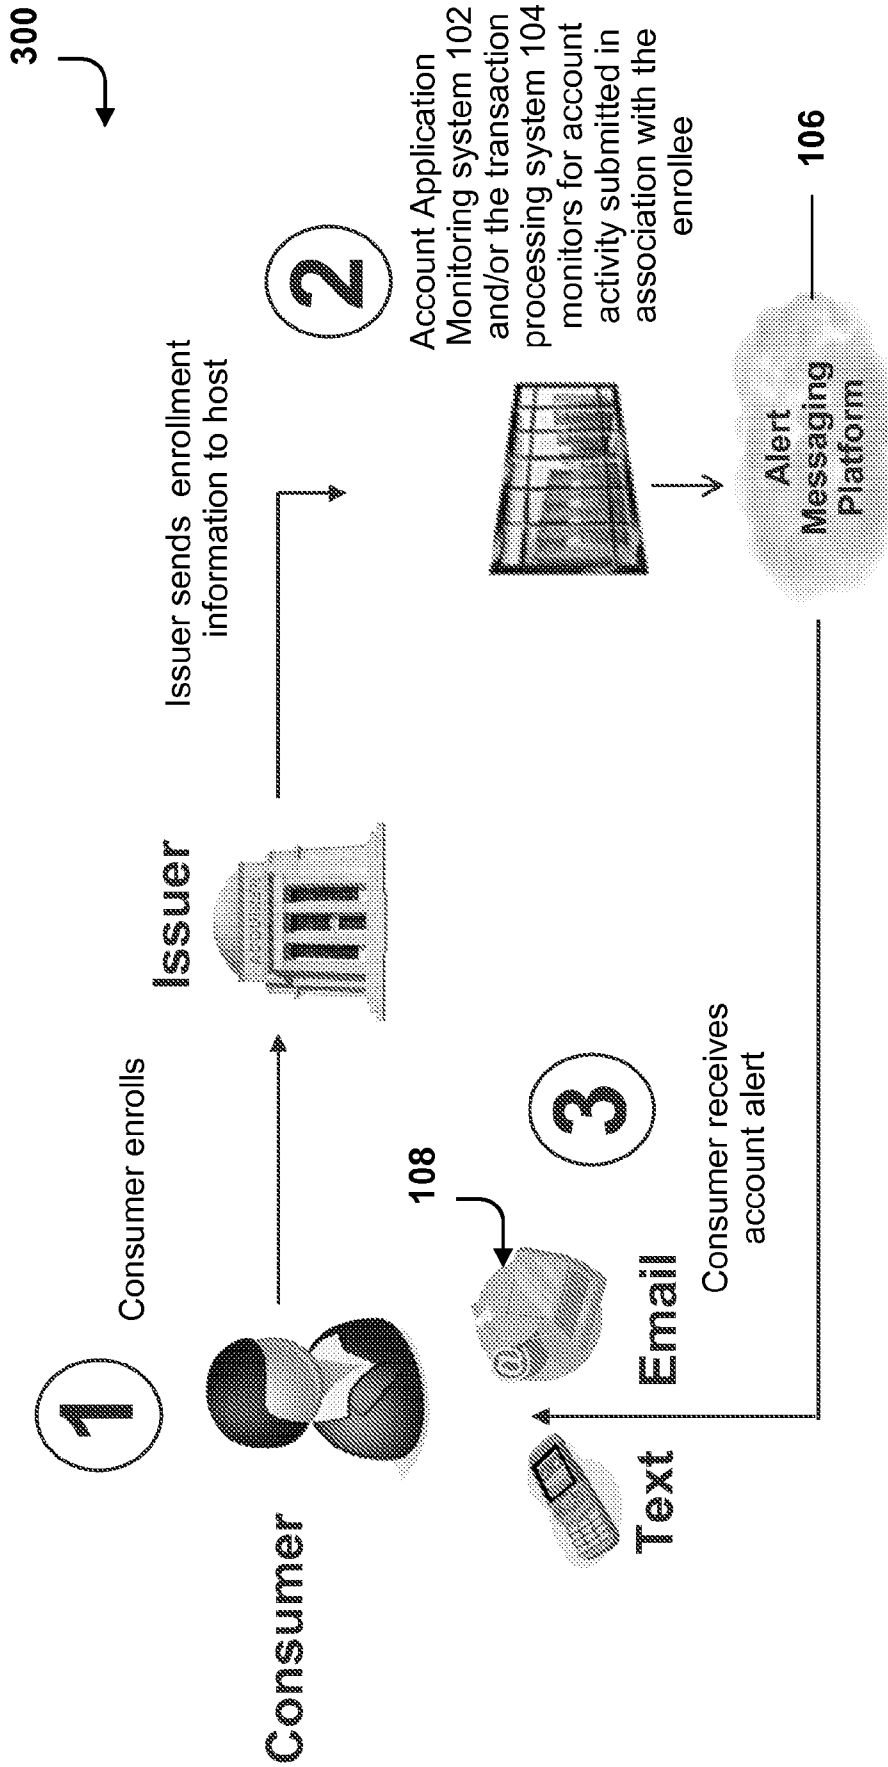 300
1
Consumer enrolls
Consumer
Issuer
Issuer sends enrollment
information to host
2
Account Application
Monitoring system 102
and/or the transaction
processing system 104
monitors for account
activity submitted in
association with the
enrollee
108
@
Text
Email
3
Consumer receives
account alert
Alert
Messaging
Platform
106